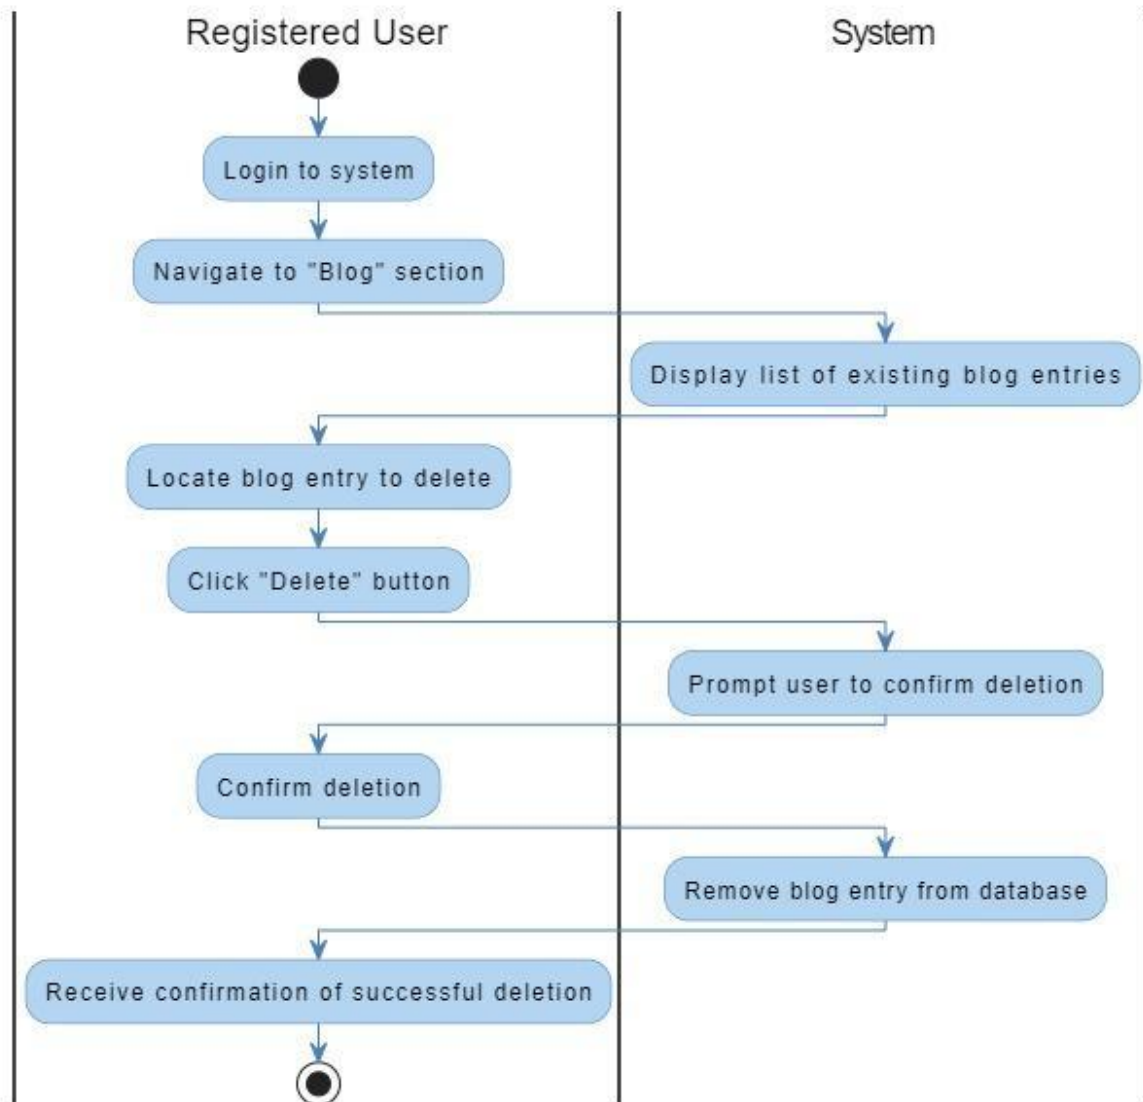 Registered User
System
Login to system
Navigate to "Blog" section
Display list of existing blog entries
Locate blog entry to delete
Click "Delete" button
Prompt user to confirm deletion
Confirm deletion
Remove blog entry from database
Receive confirmation of successful deletion